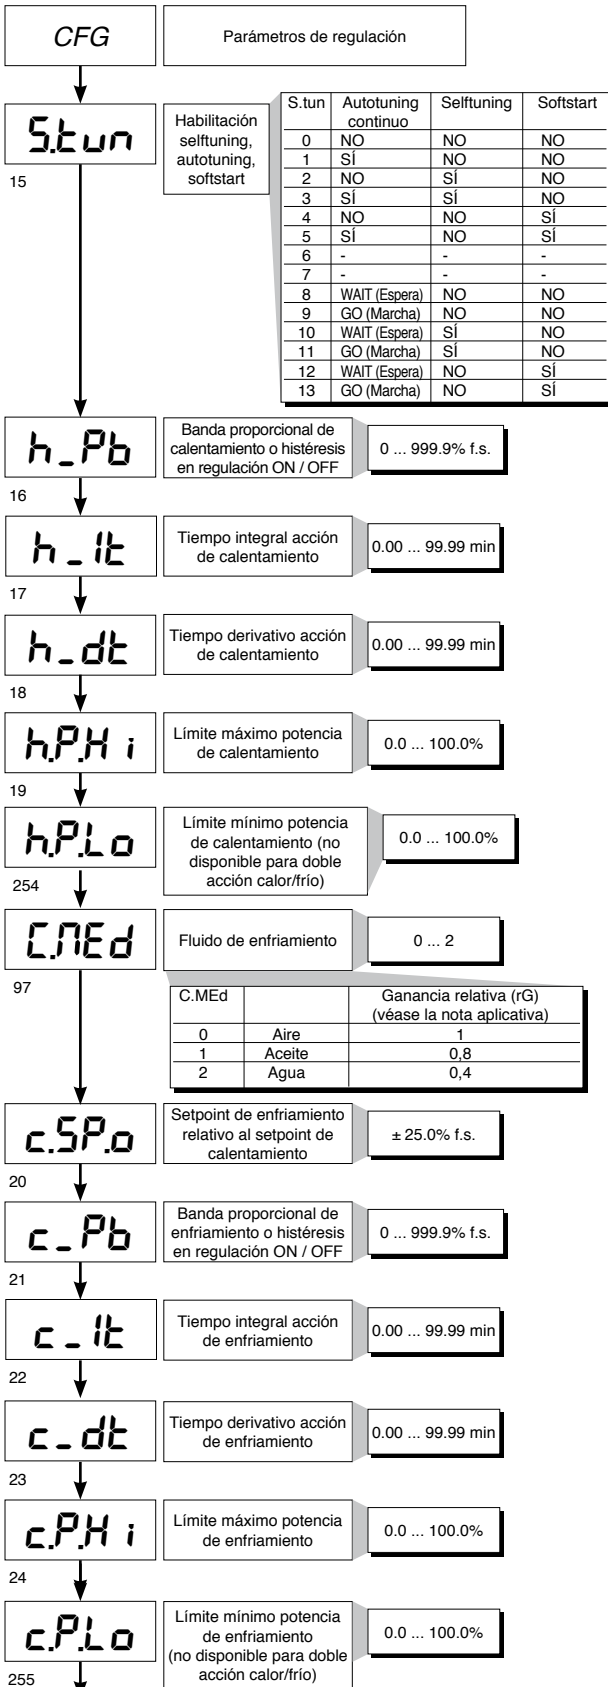 CFG
Parámetros de regulación
S.tun
15
Habilitación
selftuning,
autotuning,
softstart
S.tun Autotuning continuo Selftuning Softstart
0 NO NO NO
1 SÍ NO NO
2 NO SÍ NO
3 SÍ SÍ NO
4 NO NO SÍ
5 SÍ NO SÍ
6 - - -
7 - - -
8 WAIT (Espera) NO NO
9 GO (Marcha) NO NO
10 WAIT (Espera) SÍ NO
11 GO (Marcha) SÍ NO
12 WAIT (Espera) NO SÍ
13 GO (Marcha) NO SÍ
h_Pb
16
Banda proporcional de
calentamiento o histéresis
en regulación ON / OFF
0 ... 999.9% f.s.
h_It
17
Tiempo integral acción
de calentamiento
0.00 ... 99.99 min
h_dt
18
Tiempo derivativo acción
de calentamiento
0.00 ... 99.99 min
h.P.Hi
19
Límite máximo potencia
de calentamiento
0.0 ... 100.0%
h.P.Lo
254
Límite mínimo potencia
de calentamiento (no
disponible para doble
acción calor/frío)
0.0 ... 100.0%
C.MEd
97
Fluido de enfriamiento
0 ... 2
C.MEd Ganancia relativa (rG)
(véase la nota aplicativa)
0 Aire 1
1 Aceite 0,8
2 Agua 0,4
c.SP.o
20
Setpoint de enfriamiento
relativo al setpoint de
calentamiento
± 25.0% f.s.
c_Pb
21
Banda proporcional de
enfriamiento o histéresis
en regulación ON / OFF
0 ... 999.9% f.s.
c_It
22
Tiempo integral acción
de enfriamiento
0.00 ... 99.99 min
c_dt
23
Tiempo derivativo acción
de enfriamiento
0.00 ... 99.99 min
c.P.Hi
24
Límite máximo potencia
de enfriamiento
0.0 ... 100.0%
c.P.Lo
255
Límite mínimo potencia
de enfriamiento
(no disponible para doble
acción calor/frío)
0.0 ... 100.0%